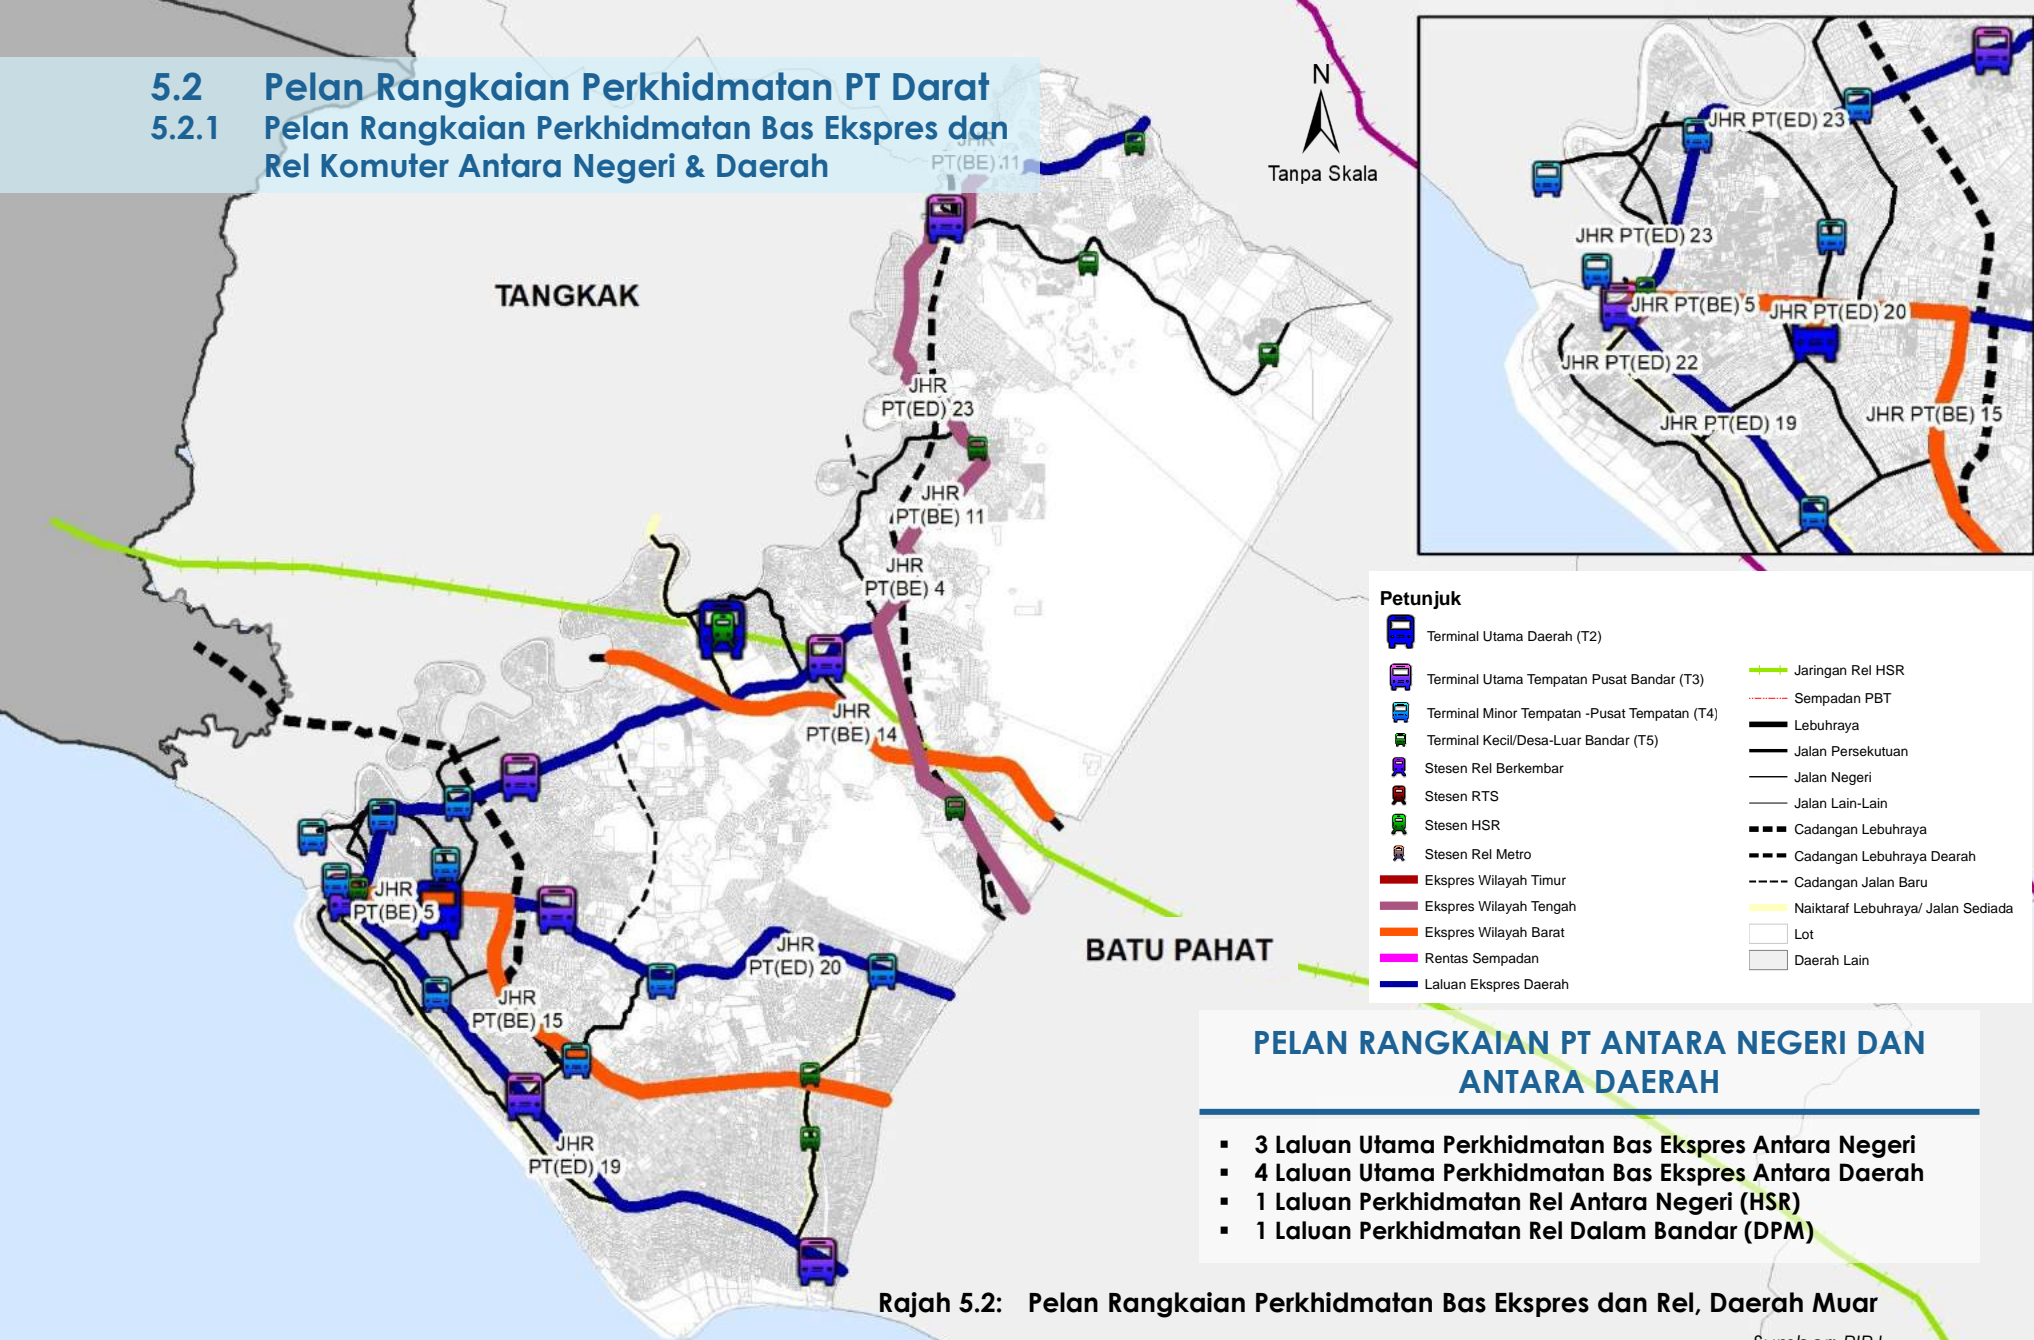 5.2 Pelan Rangkaian Perkhidmatan PT Darat
5.2.1 Pelan Rangkaian Perkhidmatan Bas Ekspres dan
Rel Komuter Antara Negeri & Daerah
JHR
PT(BE) 11
N
Tanpa Skala
TANGKAK
JHR
PT(ED) 23
JHR
PT(BE) 11
JHR
PT(BE) 4
JHR
PT(BE) 14
JHR
PT(BE) 5
JHR
PT(ED) 20
JHR
PT(BE) 15
JHR
PT(ED) 19
BATU PAHAT
JHR PT(ED) 23
JHR PT(ED) 23
JHR PT(BE) 5
JHR PT(ED) 20
JHR PT(ED) 22
JHR PT(ED) 19
JHR PT(BE) 15
Petunjuk
Terminal Utama Daerah (T2)
Terminal Utama Tempatan Pusat Bandar (T3)
Terminal Minor Tempatan -Pusat Tempatan (T4)
Terminal Kecil/Desa-Luar Bandar (T5)
Stesen Rel Berkembar
Stesen RTS
Stesen HSR
Stesen Rel Metro
Ekspres Wilayah Timur
Ekspres Wilayah Tengah
Ekspres Wilayah Barat
Rentas Sempadan
Laluan Ekspres Daerah
Jaringan Rel HSR
Sempadan PBT
Lebuhraya
Jalan Persekutuan
Jalan Negeri
Jalan Lain-Lain
Cadangan Lebuhraya
Cadangan Lebuhraya Dearah
Cadangan Jalan Baru
Naiktaraf Lebuhraya/ Jalan Sediada
Lot
Daerah Lain
PELAN RANGKAIAN PT ANTARA NEGERI DAN
ANTARA DAERAH
▪ 3 Laluan Utama Perkhidmatan Bas Ekspres Antara Negeri
▪ 4 Laluan Utama Perkhidmatan Bas Ekspres Antara Daerah
▪ 1 Laluan Perkhidmatan Rel Antara Negeri (HSR)
▪ 1 Laluan Perkhidmatan Rel Dalam Bandar (DPM)
Rajah 5.2: Pelan Rangkaian Perkhidmatan Bas Ekspres dan Rel, Daerah Muar